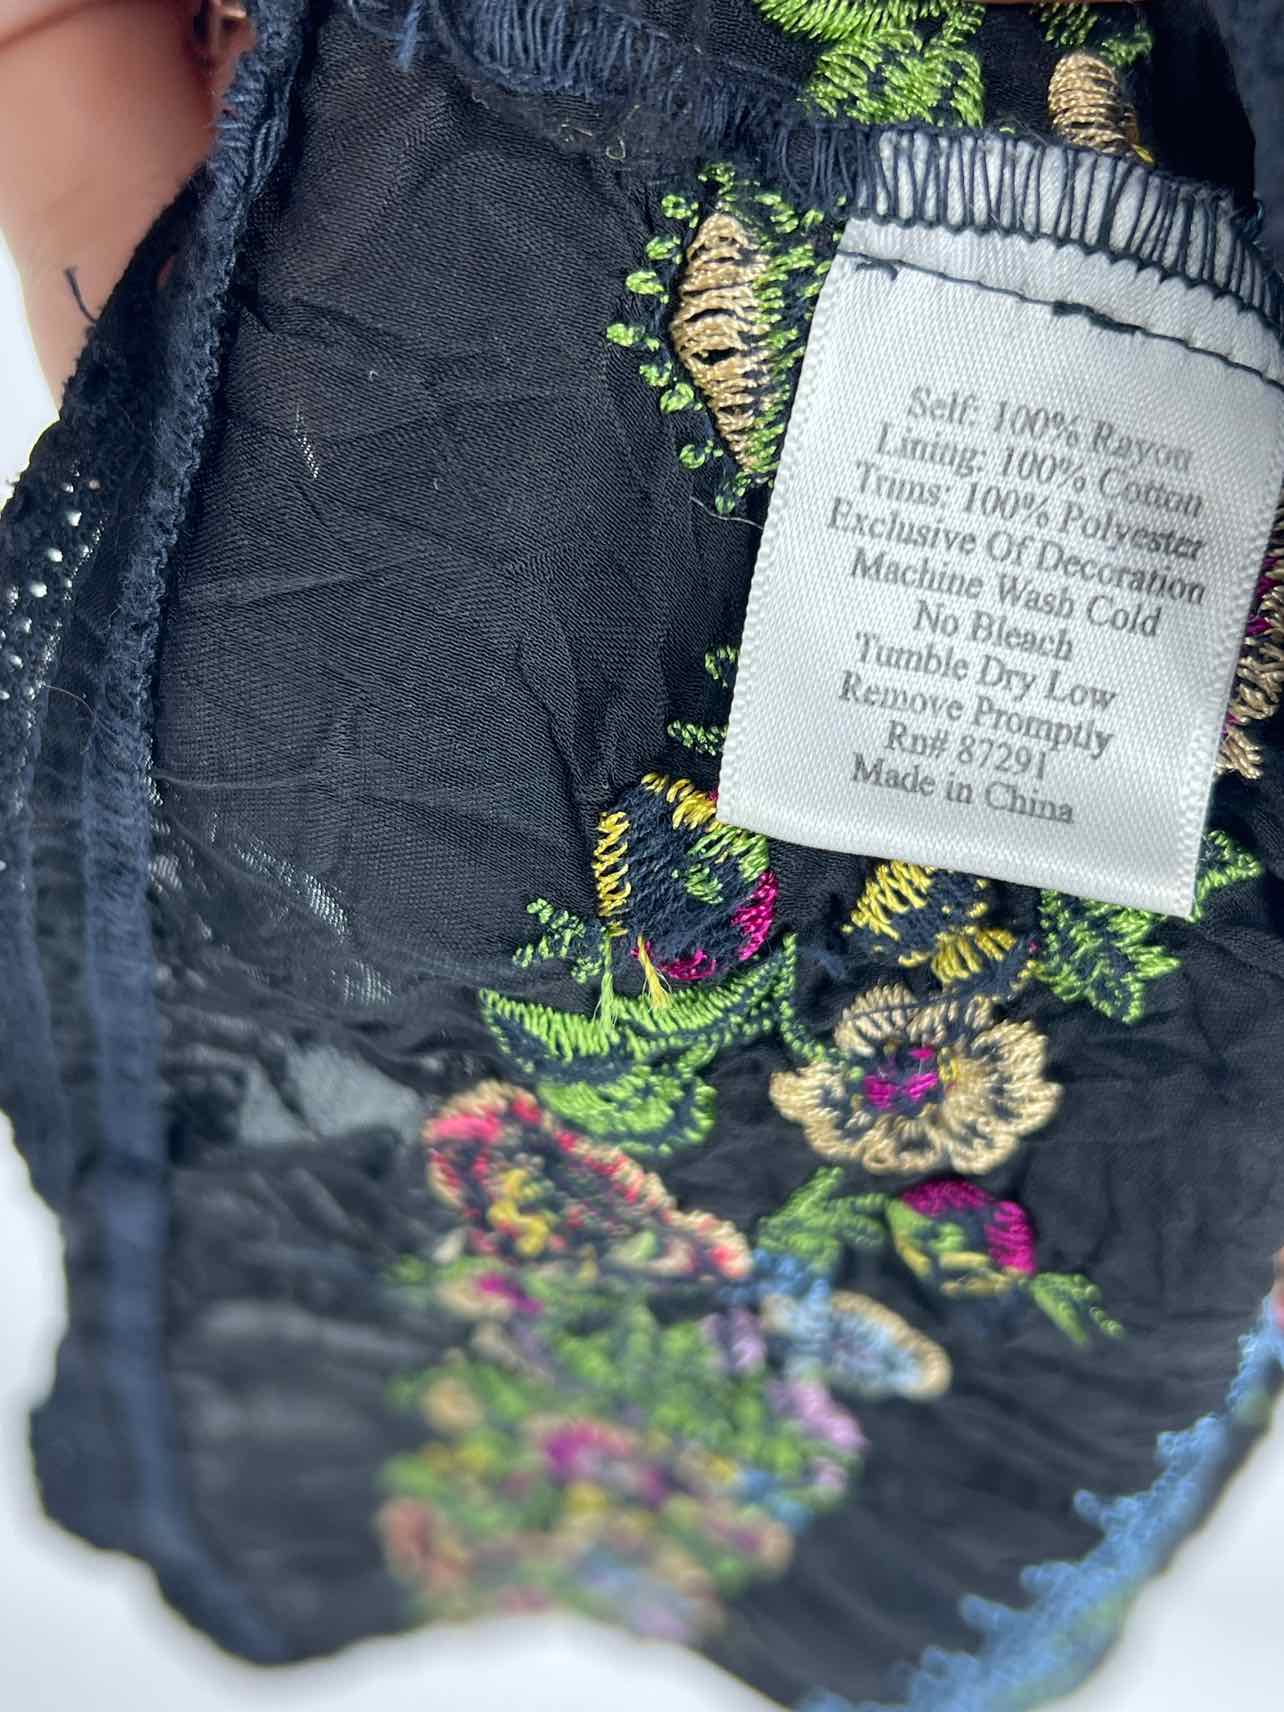 Self: 100% Rayon
Lining: 100% Cotton
Trims: 100% Polyester
Exclusive Of Decoration
Machine Wash Cold
No Bleach
Tumble Dry Low
Remove Promptly
Rn# 87291
Made in China